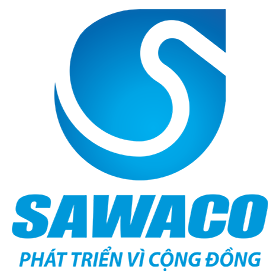 SAWACO
PHÁT TRIỂN VÌ CỘNG ĐỒNG